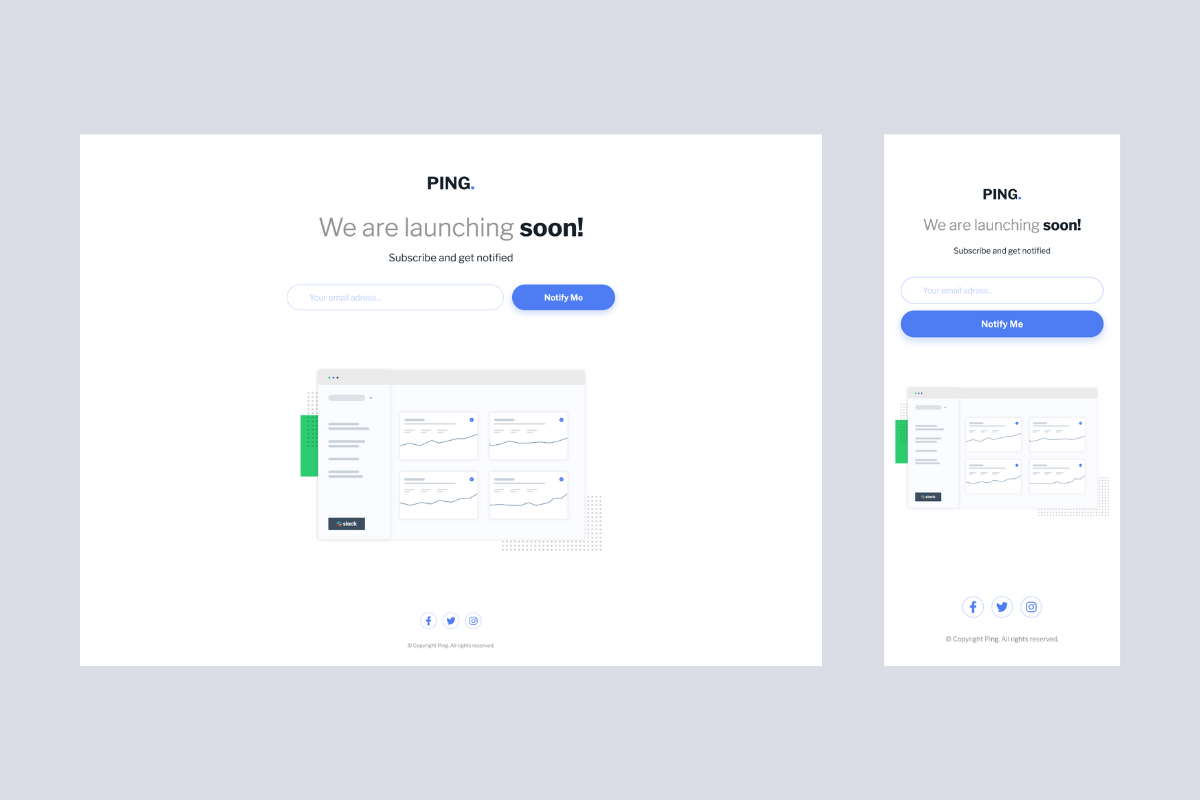 PING.
We are launching soon!
Subscribe and get notified
Your email adress...
Notify Me
slack
© Copyright Ping. All rights reserved.
PING.
We are launching soon!
Subscribe and get notified
Your email adress...
Notify Me
slack
© Copyright Ping. All rights reserved.